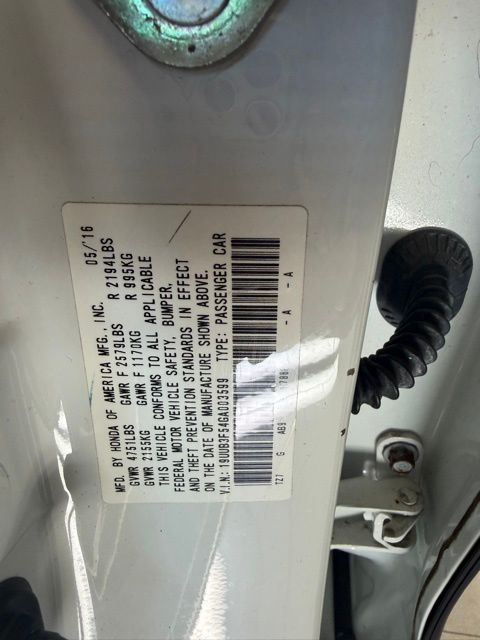 MFD. BY HONDA OF AMERICA MFG., INC. 05/'16
GVWR 4751LBS GAWR F 2579LBS R 2194LBS
GVWR 2155KG GAWR F 1170KG R 995KG
THIS VEHICLE CONFORMS TO ALL APPLICABLE
FEDERAL MOTOR VEHICLE SAFETY, BUMPER,
AND THEFT PREVENTION STANDARDS IN EFFECT
ON THE DATE OF MANUFACTURE SHOWN ABOVE.
V.I.N.: 19UUB3F54GA003599 TYPE: PASSENGER CAR
TZ7 G AB9 - A - A